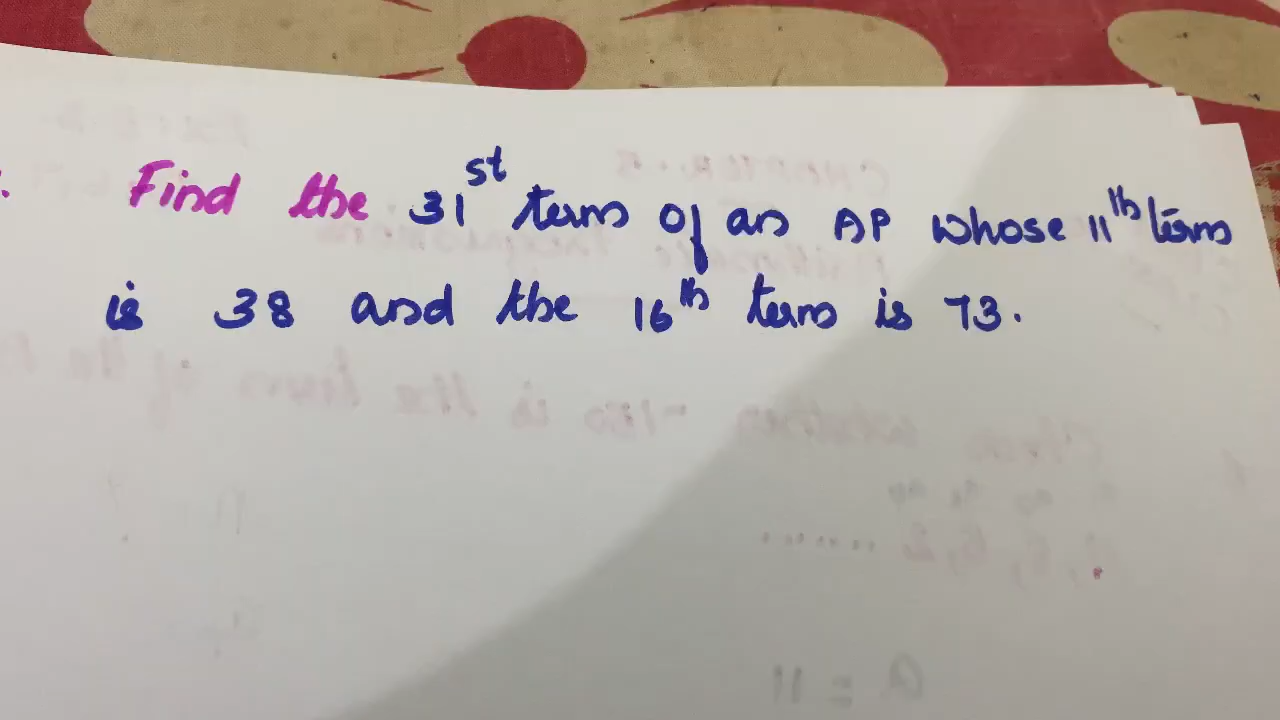 Find the 31st term of an AP whose 11th term
is 38 and the 16th term is 73.